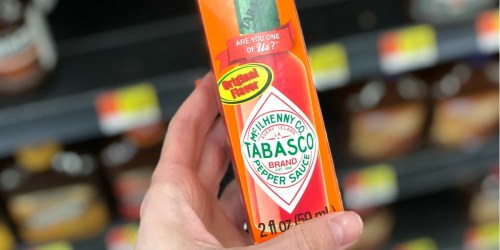 ARE YOU ONE
OF Us?™
Original
Flavor
McILHENNY CO.
AVERY ISLAND
TABASCO
BRAND
PEPPER SAUCE
2 fl oz (59 mL)